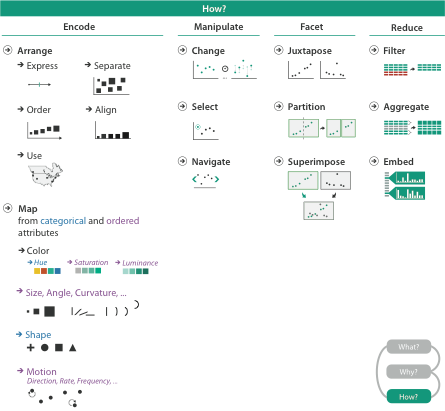 How?
Encode
Manipulate
Facet
Reduce
Arrange
Express
Separate
Order
Align
Use
Change
Juxtapose
Filter
Select
Partition
Aggregate
Navigate
Superimpose
Embed
Map
from categorical and ordered
attributes
Color
Hue
Saturation
Luminance
Size, Angle, Curvature, ...
Shape
Motion
Direction, Rate, Frequency, ...
What?
Why?
How?